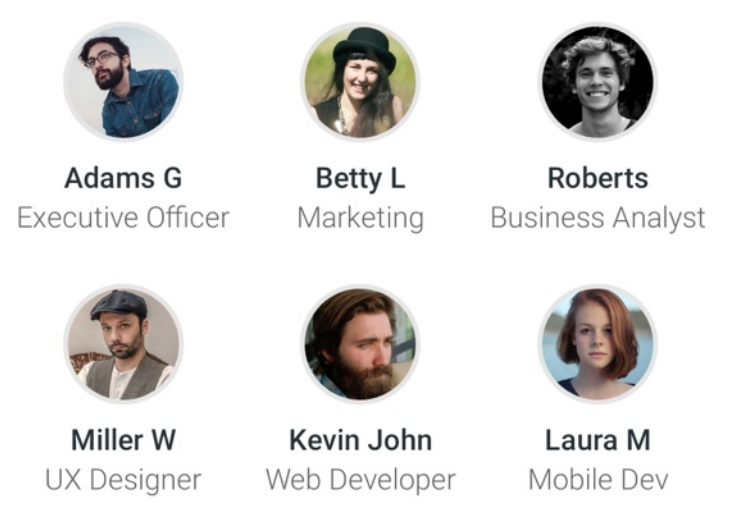 Adams G
Executive Officer
Betty L
Marketing
Roberts
Business Analyst
Miller W
UX Designer
Kevin John
Web Developer
Laura M
Mobile Dev